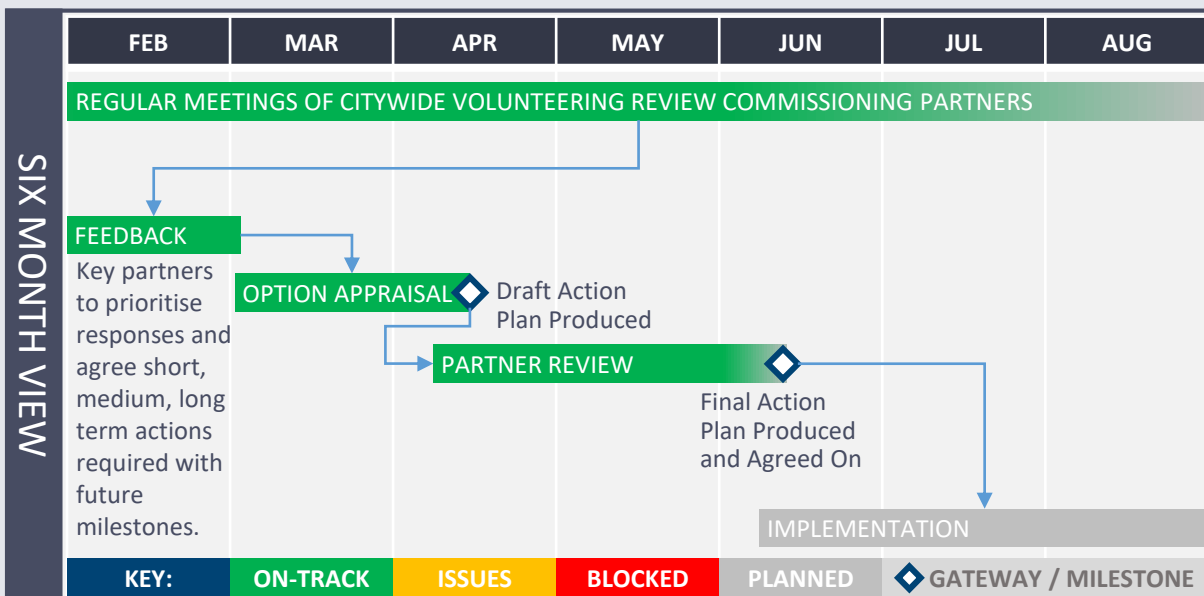 SIX MONTH VIEW
FEB MAR APR MAY JUN JUL AUG
REGULAR MEETINGS OF CITYWIDE VOLUNTEERING REVIEW COMMISSIONING PARTNERS
FEEDBACK
Key partners
to prioritise
responses and
agree short,
medium, long
term actions
required with
future
milestones.
OPTION APPRAISAL
Draft Action
Plan Produced
PARTNER REVIEW
Final Action
Plan Produced
and Agreed On
IMPLEMENTATION
KEY: ON-TRACK ISSUES BLOCKED PLANNED GATEWAY / MILESTONE